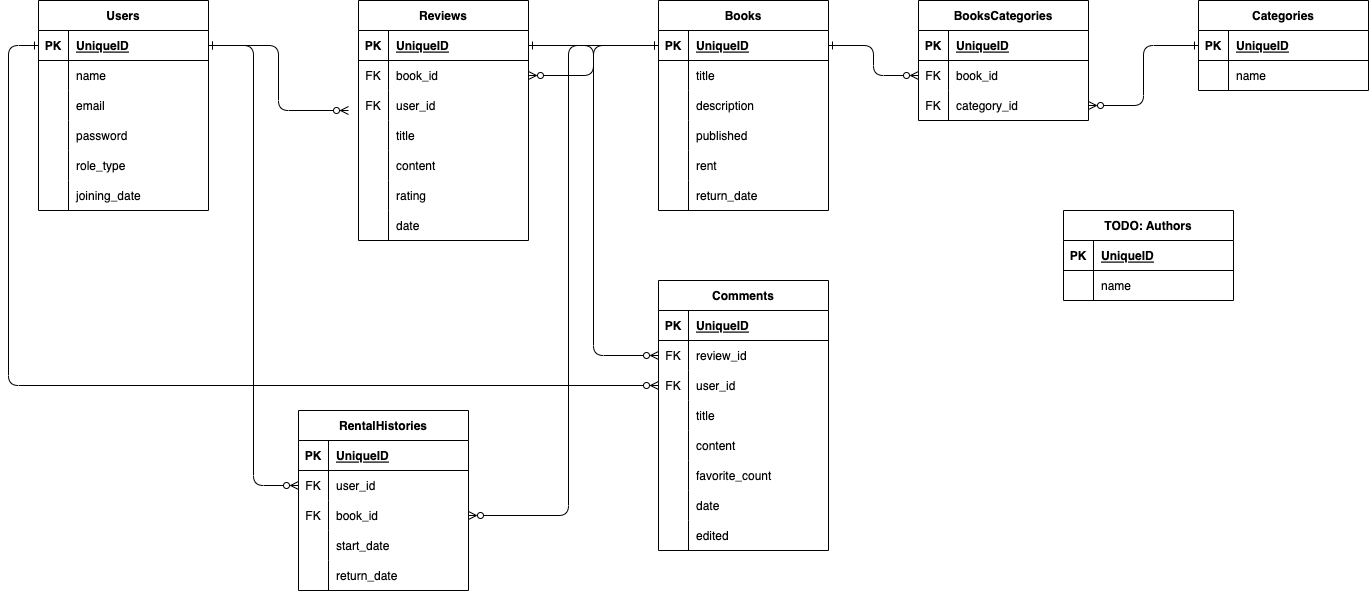 Users
PK UniqueID
name
email
password
role_type
joining_date
Reviews
PK UniqueID
FK book_id
FK user_id
title
content
rating
date
Books
PK UniqueID
title
description
published
rent
return_date
BooksCategories
PK UniqueID
FK book_id
FK category_id
Categories
PK UniqueID
name
TODO: Authors
PK UniqueID
name
Comments
PK UniqueID
FK review_id
FK user_id
title
content
favorite_count
date
edited
RentalHistories
PK UniqueID
FK user_id
FK book_id
start_date
return_date